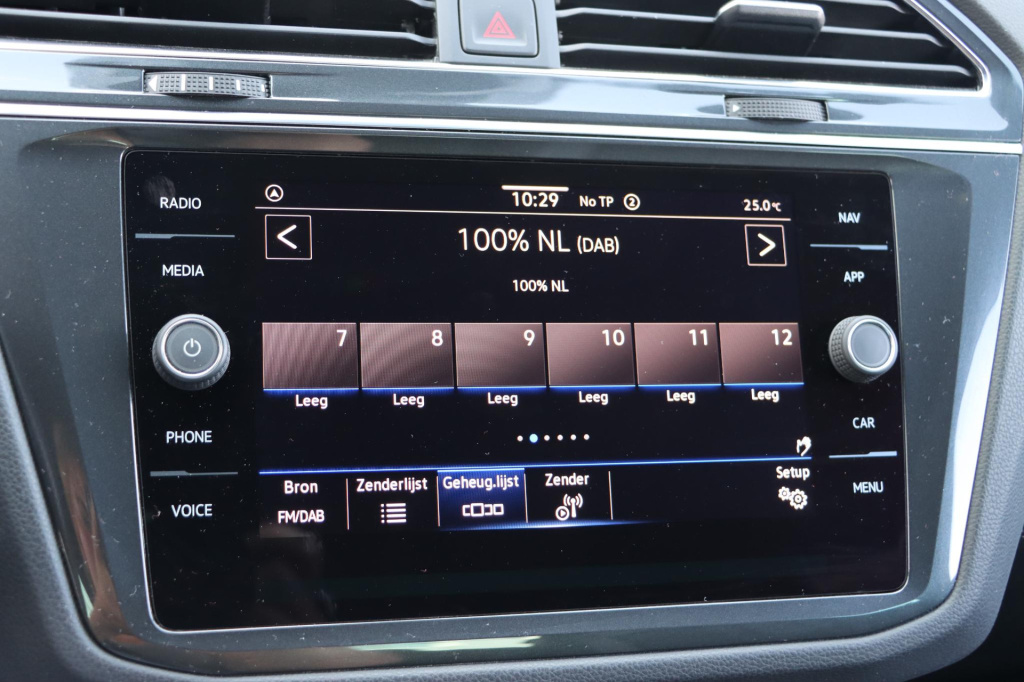 RADIO
MEDIA
PHONE
VOICE
10:29 No TP 2 25.0°C
100% NL (DAB)
100% NL
7 8 9 10 11 12
Leeg Leeg Leeg Leeg Leeg Leeg
Bron Zenderlijst Geheug.lijst Zender Setup
FM/DAB
NAV
APP
CAR
MENU